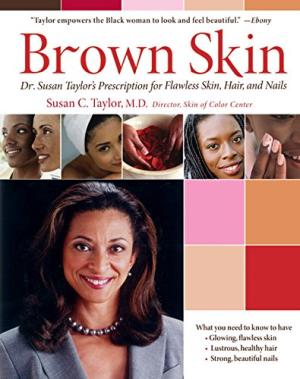 "Taylor empowers the Black woman to look and feel beautiful." —Ebony
Brown Skin
Dr. Susan Taylor's Prescription for Flawless Skin, Hair, and Nails
Susan C. Taylor, M.D. Director, Skin of Color Center
What you need to know to have
• Glowing, flawless skin
• Lustrous, healthy hair
• Strong, beautiful nails